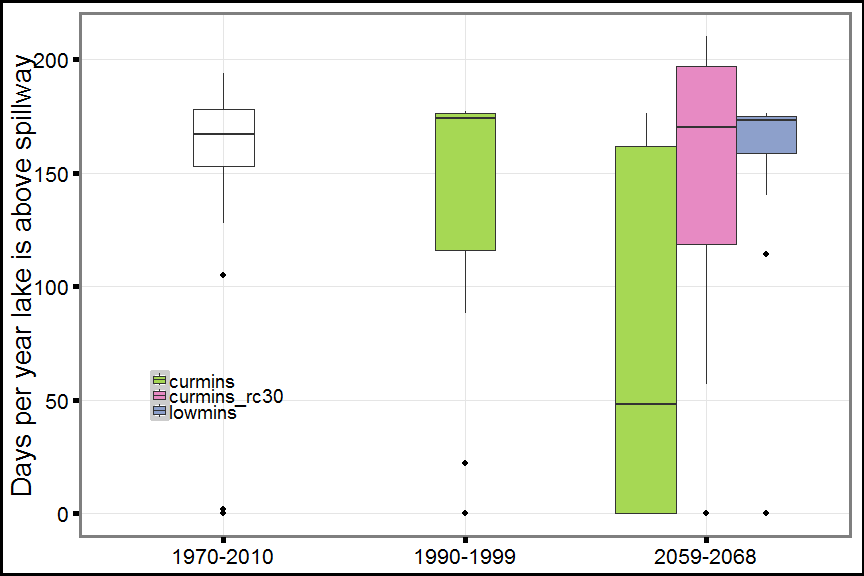 Days per year lake is above spillway
200
150
100
50
0
curmins
curmins_rc30
lowmins
1970-2010
1990-1999
2059-2068